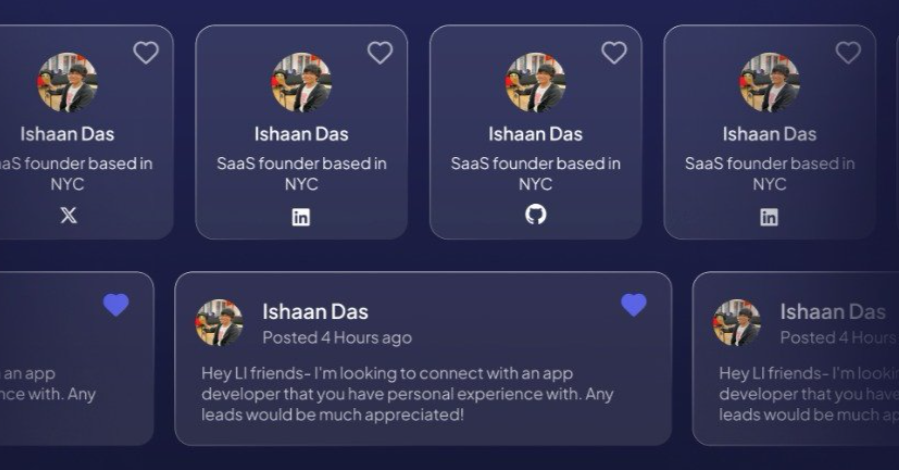 Ishaan Das
aS founder based in
NYC
Ishaan Das
SaaS founder based in
NYC
in
Ishaan Das
SaaS founder based in
NYC
Ishaan Das
SaaS founder based in
NYC
in
an app
nce with. Any
Ishaan Das
Posted 4 Hours ago
Hey LI friends- I'm looking to connect with an app
developer that you have personal experience with. Any
leads would be much appreciated!
Ishaan Das
Posted 4 Hours
Hey LI friends- I'm looki
developer that you have
leads would be much ap